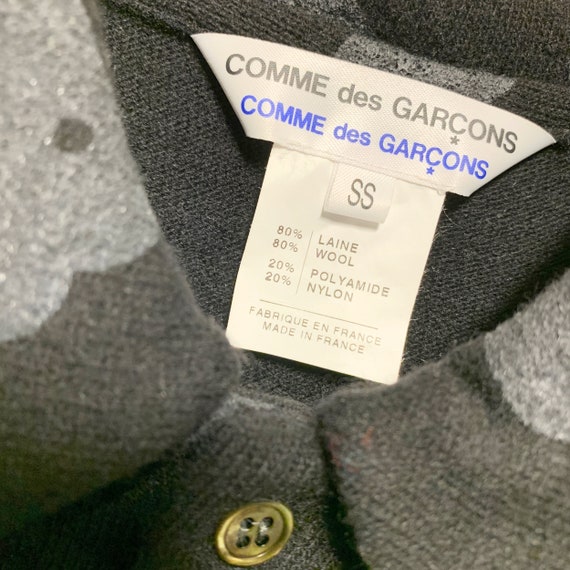 COMME des GARÇONS
COMME des GARÇONS
SS
80% LAINE
80% WOOL
20% POLYAMIDE
20% NYLON
FABRIQUE EN FRANCE
MADE IN FRANCE